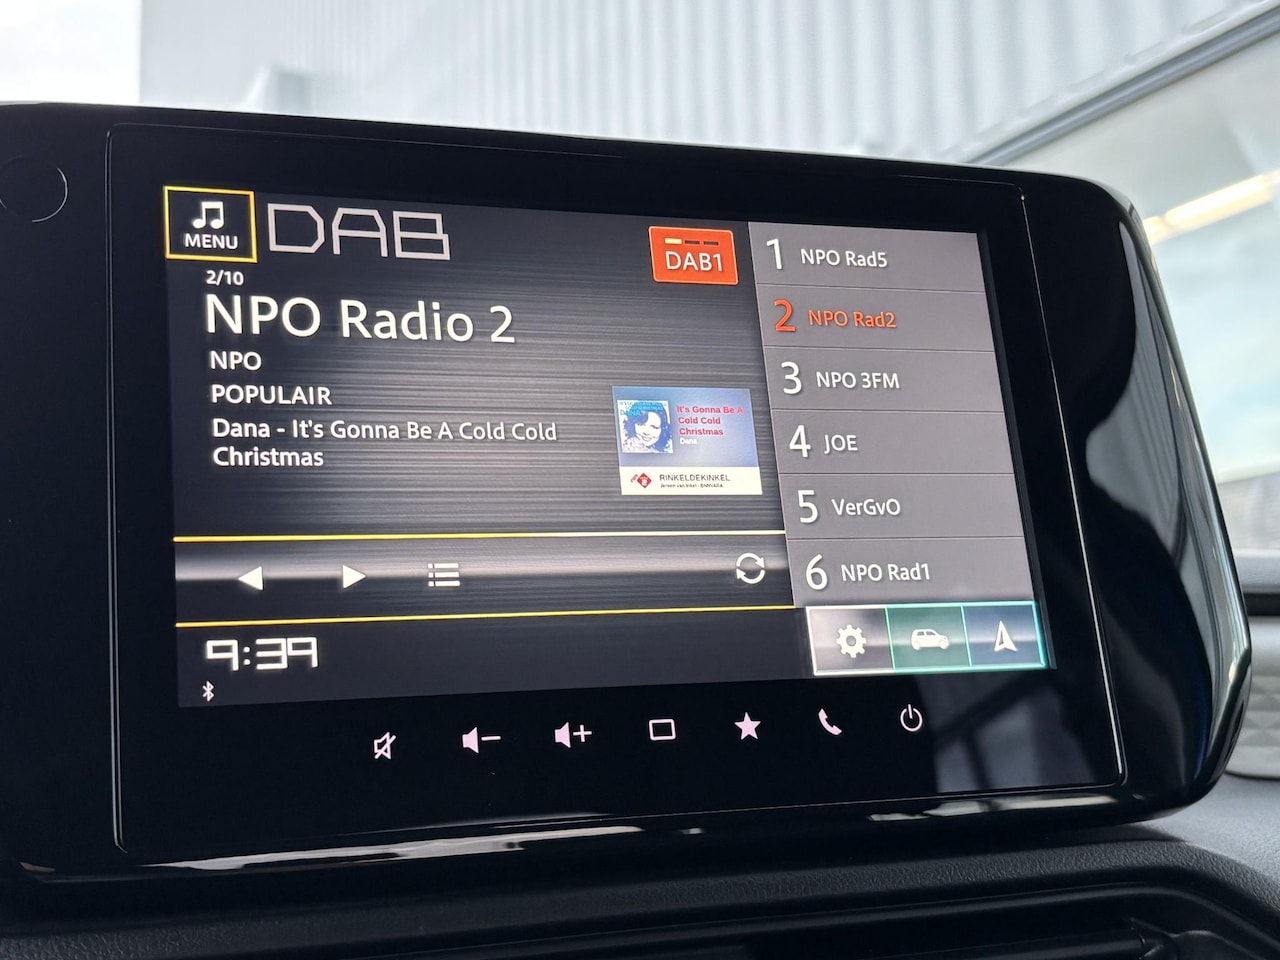 MENU
DAB
DAB1
2/10
NPO Radio 2
NPO
POPULAIR
Dana - It's Gonna Be A Cold Cold
Christmas
It's Gonna Be A
Cold Cold
Christmas
Dana
RINKELDEKINKEL
1 NPO Rad5
2 NPO Rad2
3 NPO 3FM
4 JOE
5 VerGvO
6 NPO Rad1
9:39